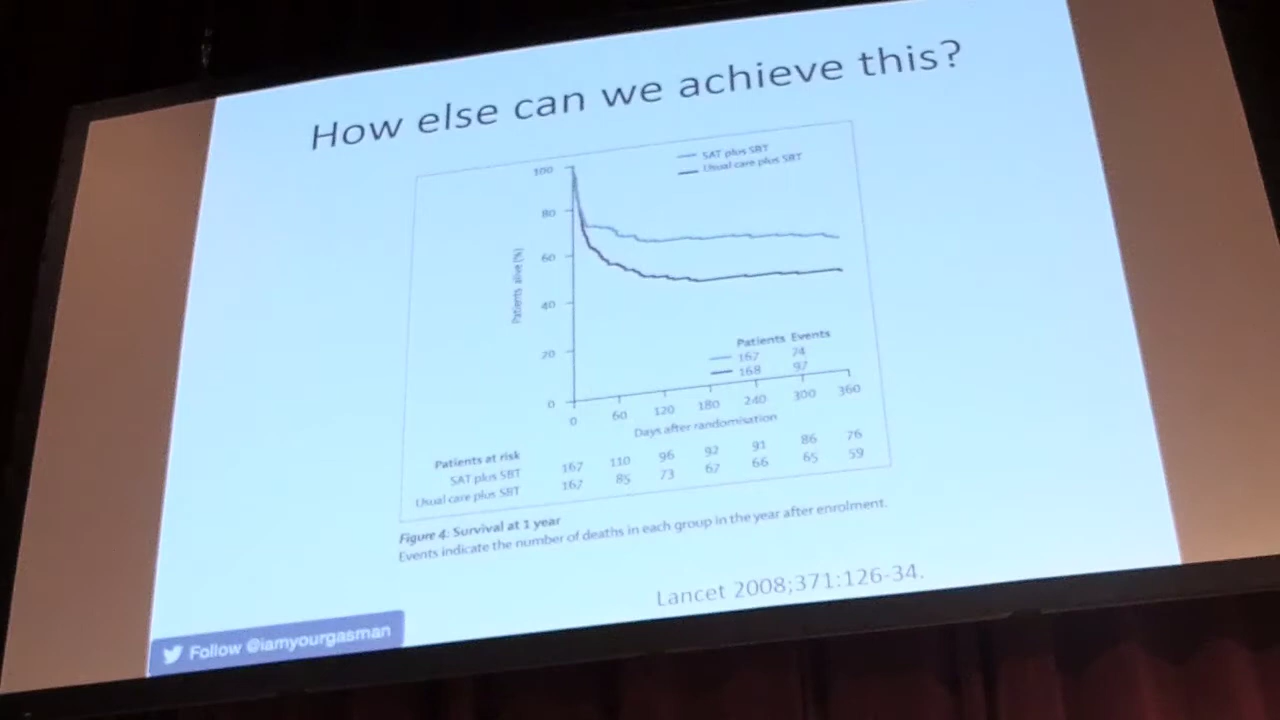 How else can we achieve this?
SAT plus SBT
Usual care plus SBT
100
80
60
40
20
0
Patients alive (%)
Patients Events
167 74
168 97
0 60 120 180 240 300 360
Days after randomisation
Patients at risk
SAT plus SBT 167 110 96 92 91 86 76
Usual care plus SBT 167 85 73 67 66 65 59
Figure 4: Survival at 1 year
Events indicate the number of deaths in each group in the year after enrolment.
Lancet 2008;371:126-34.
Follow @iamyourgasman